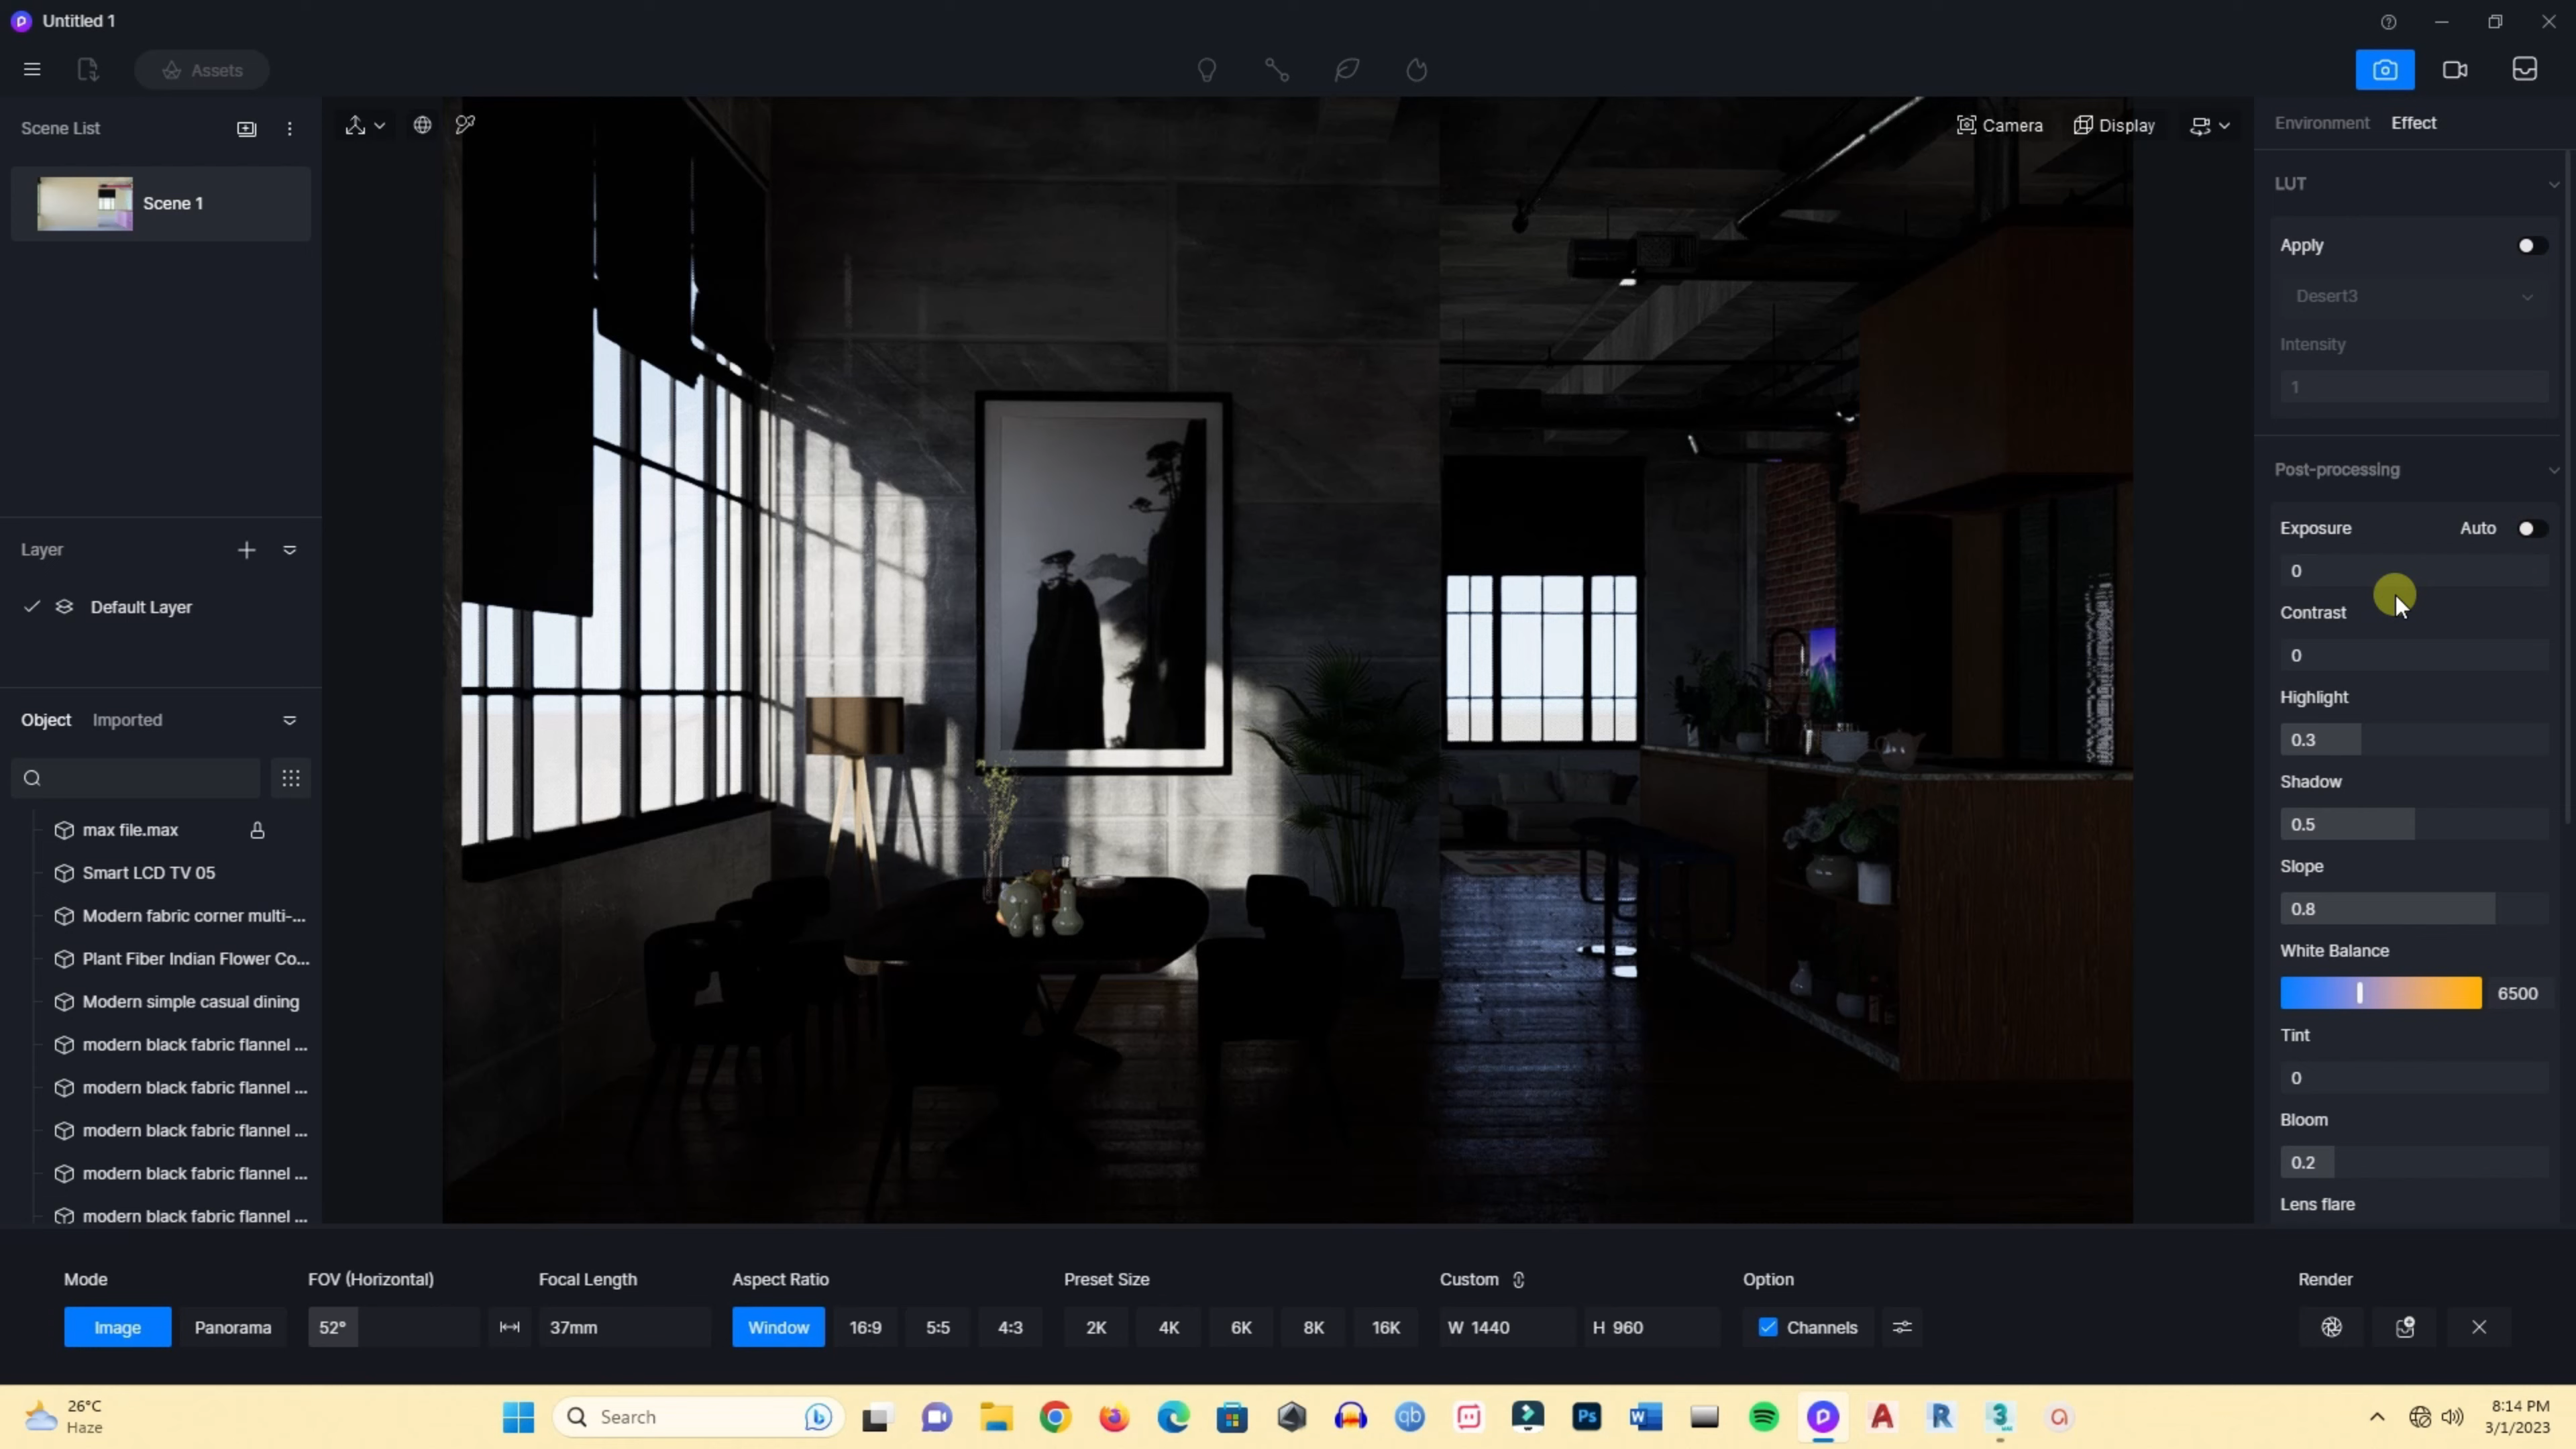 Untitled 1
Assets
Scene List
Camera
Display
Environment
Effect
Scene 1
LUT
Apply
Desert3
Intensity
1
Post-processing
Exposure
Auto
0
Contrast
0
Highlight
0.3
Shadow
0.5
Slope
0.8
White Balance
6500
Tint
0
Bloom
0.2
Lens flare
Layer
Default Layer
Object
Imported
max file.max
Smart LCD TV 05
Modern fabric corner multi-...
Plant Fiber Indian Flower Co...
Modern simple casual dining
modern black fabric flannel ...
modern black fabric flannel ...
modern black fabric flannel ...
modern black fabric flannel ...
modern black fabric flannel ...
Mode
FOV (Horizontal)
Focal Length
Aspect Ratio
Preset Size
Custom
Option
Render
Image
Panorama
52°
37mm
Window
16:9
5:5
4:3
2K
4K
6K
8K
16K
W 1440
H 960
Channels
26°C
Haze
Search
qb
Ps
W
A
R
3
8:14 PM
3/1/2023